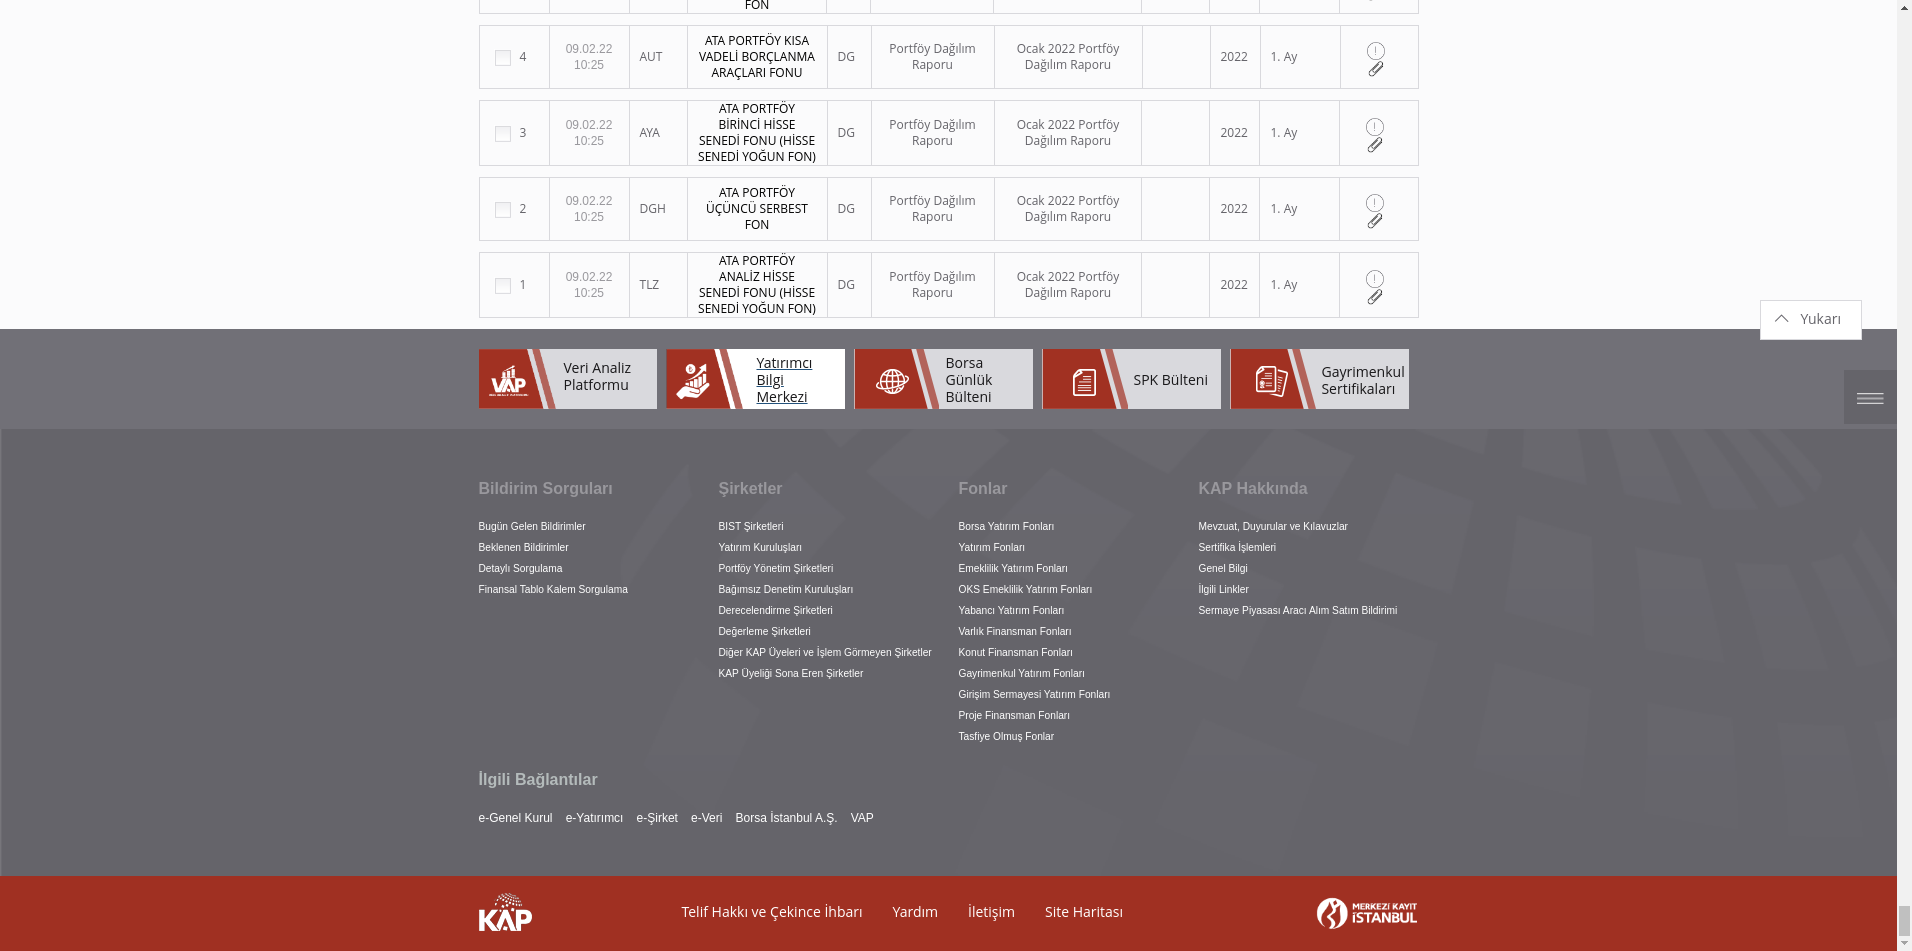 FON
4 09.02.22 10:25 AUT ATA PORTFÖY KISA VADELİ BORÇLANMA ARAÇLARI FONU DG Portföy Dağılım Raporu Ocak 2022 Portföy Dağılım Raporu 2022 1. Ay
3 09.02.22 10:25 AYA ATA PORTFÖY BİRİNCİ HİSSE SENEDİ FONU (HİSSE SENEDİ YOĞUN FON) DG Portföy Dağılım Raporu Ocak 2022 Portföy Dağılım Raporu 2022 1. Ay
2 09.02.22 10:25 DGH ATA PORTFÖY ÜÇÜNCÜ SERBEST FON DG Portföy Dağılım Raporu Ocak 2022 Portföy Dağılım Raporu 2022 1. Ay
1 09.02.22 10:25 TLZ ATA PORTFÖY ANALİZ HİSSE SENEDİ FONU (HİSSE SENEDİ YOĞUN FON) DG Portföy Dağılım Raporu Ocak 2022 Portföy Dağılım Raporu 2022 1. Ay
Yukarı
VAP
Veri Analiz
Platformu
Yatırımcı
Bilgi
Merkezi
Borsa
Günlük
Bülteni
SPK Bülteni
Gayrimenkul
Sertifikaları
Bildirim Sorguları
Bugün Gelen Bildirimler
Beklenen Bildirimler
Detaylı Sorgulama
Finansal Tablo Kalem Sorgulama
Şirketler
BIST Şirketleri
Yatırım Kuruluşları
Portföy Yönetim Şirketleri
Bağımsız Denetim Kuruluşları
Derecelendirme Şirketleri
Değerleme Şirketleri
Diğer KAP Üyeleri ve İşlem Görmeyen Şirketler
KAP Üyeliği Sona Eren Şirketler
Fonlar
Borsa Yatırım Fonları
Yatırım Fonları
Emeklilik Yatırım Fonları
OKS Emeklilik Yatırım Fonları
Yabancı Yatırım Fonları
Varlık Finansman Fonları
Konut Finansman Fonları
Gayrimenkul Yatırım Fonları
Girişim Sermayesi Yatırım Fonları
Proje Finansman Fonları
Tasfiye Olmuş Fonlar
KAP Hakkında
Mevzuat, Duyurular ve Kılavuzlar
Sertifika İşlemleri
Genel Bilgi
İlgili Linkler
Sermaye Piyasası Aracı Alım Satım Bildirimi
İlgili Bağlantılar
e-Genel Kurul e-Yatırımcı e-Şirket e-Veri Borsa İstanbul A.Ş. VAP
KAP
Telif Hakkı ve Çekince İhbarı Yardım İletişim Site Haritası
MERKEZİ KAYIT
İSTANBUL